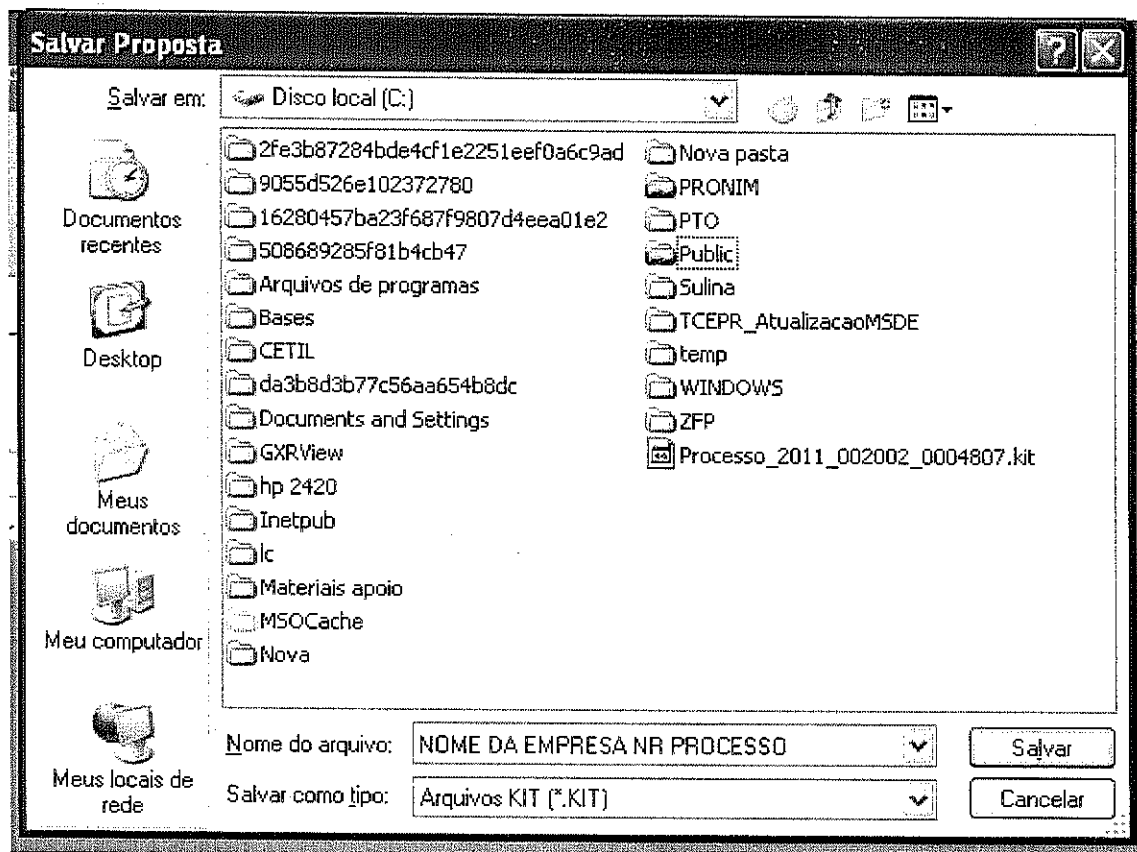 Salvar Proposta
Salvar em:
Disco local (C:)
Documentos
recentes
Desktop
Meus
documentos
Meu computador
Meus locais de
rede
2fe3b87284bde4cf1e2251eef0a6c9ad
9055d526e102372780
16280457ba23f687f9807d4eea01e2
508689285f81b4cb47
Arquivos de programas
Bases
CETIL
da3b8d3b77c56aa654b8dc
Documents and Settings
GXRView
hp 2420
Inetpub
lc
Materiais apoio
MSOCache
Nova
Nova pasta
PRONIM
PTO
Public
Sulina
TCEPR_AtualizacaoMSDE
temp
WINDOWS
ZFP
Processo_2011_002002_0004807.kit
Nome do arquivo:
NOME DA EMPRESA NR PROCESSO
Salvar
Salvar como tipo:
Arquivos KIT (*.KIT)
Cancelar